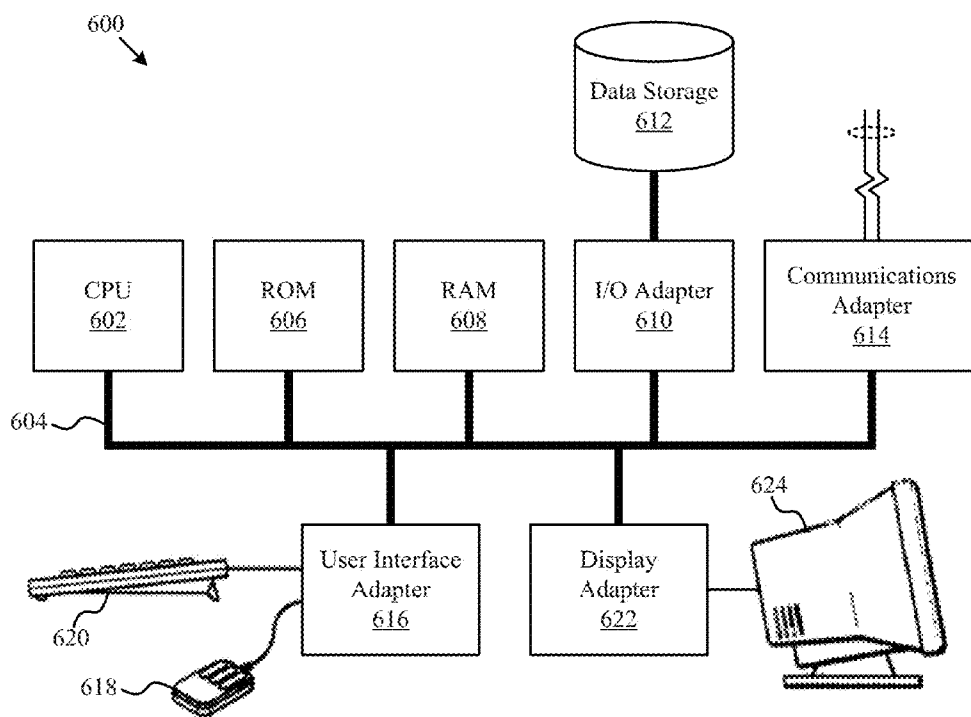 600
Data Storage
612
CPU
602
ROM
606
RAM
608
I/O Adapter
610
Communications
Adapter
614
604
624
User Interface
Adapter
616
Display
Adapter
622
620
618